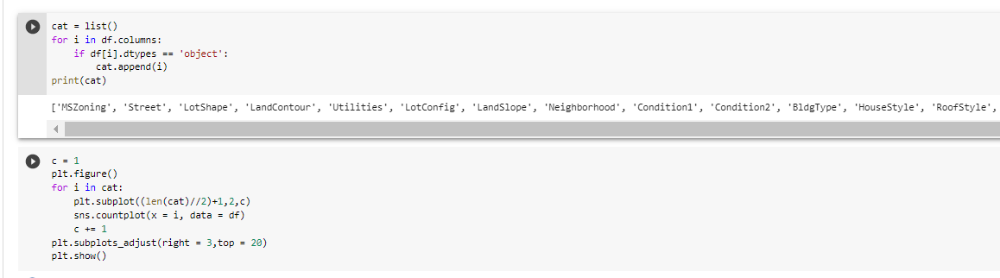 cat = list()
for i in df.columns:
    if df[i].dtypes == 'object':
        cat.append(i)
print(cat)
['MSZoning', 'Street', 'LotShape', 'LandContour', 'Utilities', 'LotConfig', 'LandSlope', 'Neighborhood', 'Condition1', 'Condition2', 'BldgType', 'HouseStyle', 'RoofStyle',
c = 1
plt.figure()
for i in cat:
    plt.subplot((len(cat)//2)+1,2,c)
    sns.countplot(x = i, data = df)
    c += 1
plt.subplots_adjust(right = 3,top = 20)
plt.show()